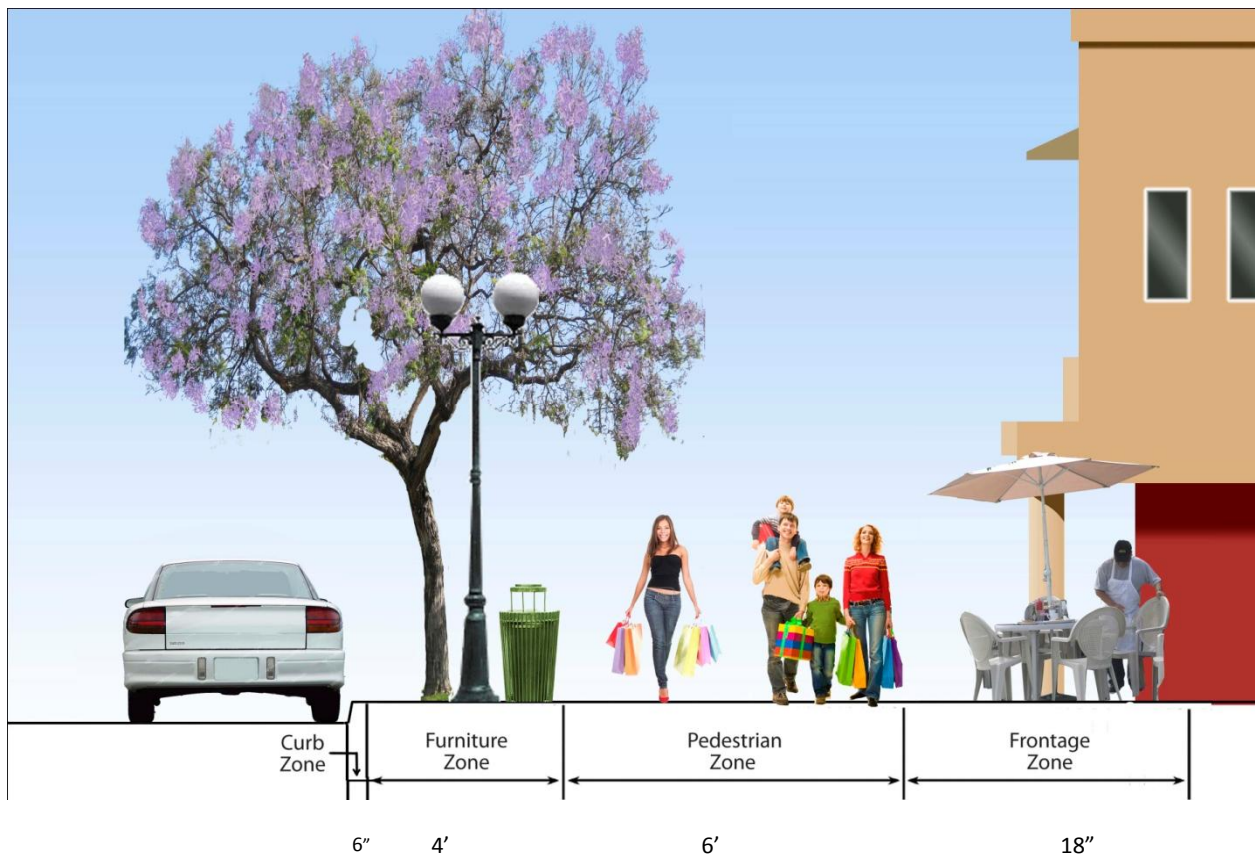 Curb
Zone
Furniture
Zone
Pedestrian
Zone
Frontage
Zone
6”
4’
6’
18”